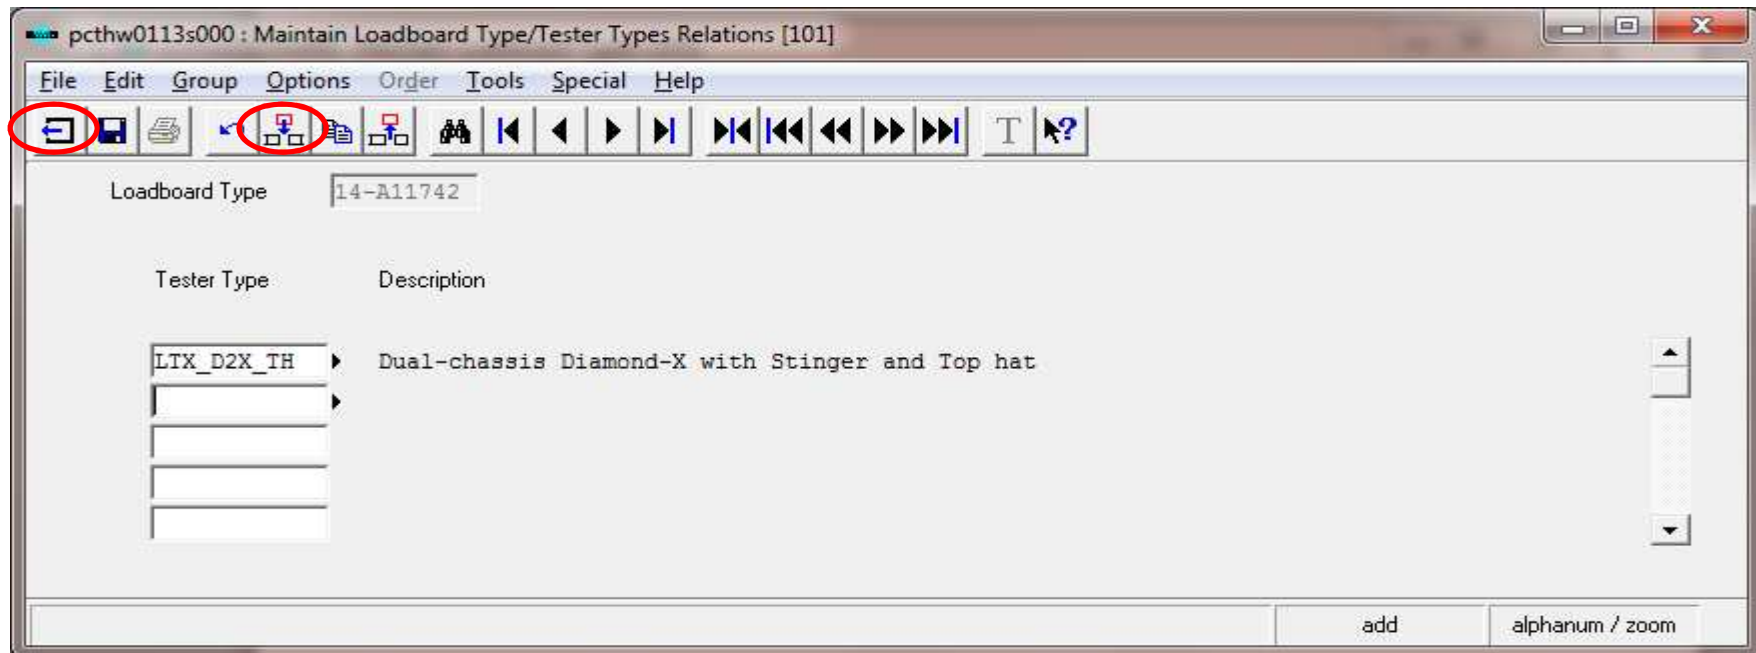 pcthw0113s000 : Maintain Loadboard Type/Tester Types Relations [101]
File Edit Group Options Order Tools Special Help
T ?
Loadboard Type 14-A11742
Tester Type Description
LTX_D2X_TH Dual-chassis Diamond-X with Stinger and Top hat
add alphanum / zoom